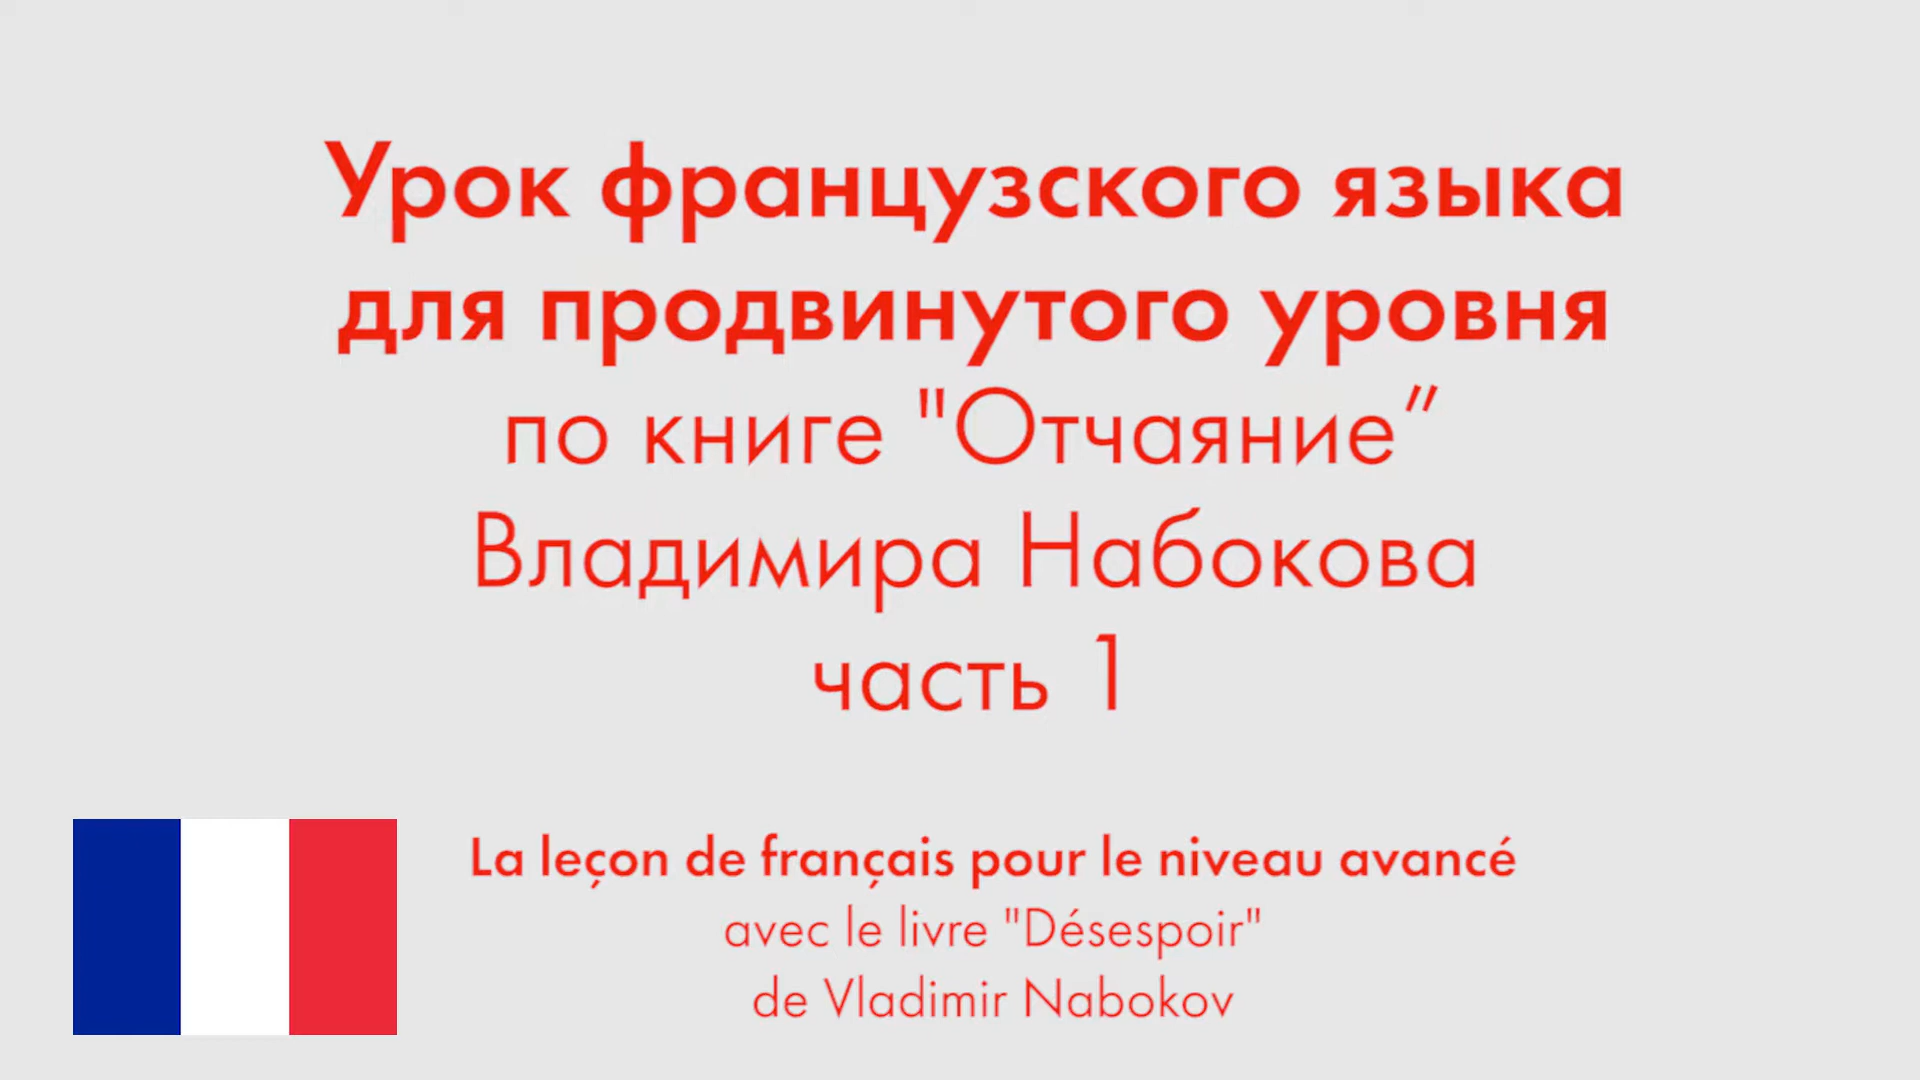 Урок французского языка
для продвинутого уровня
по книге "Отчаяние”
Владимира Набокова
часть 1
La leçon de français pour le niveau avancé
avec le livre "Désespoir"
de Vladimir Nabokov